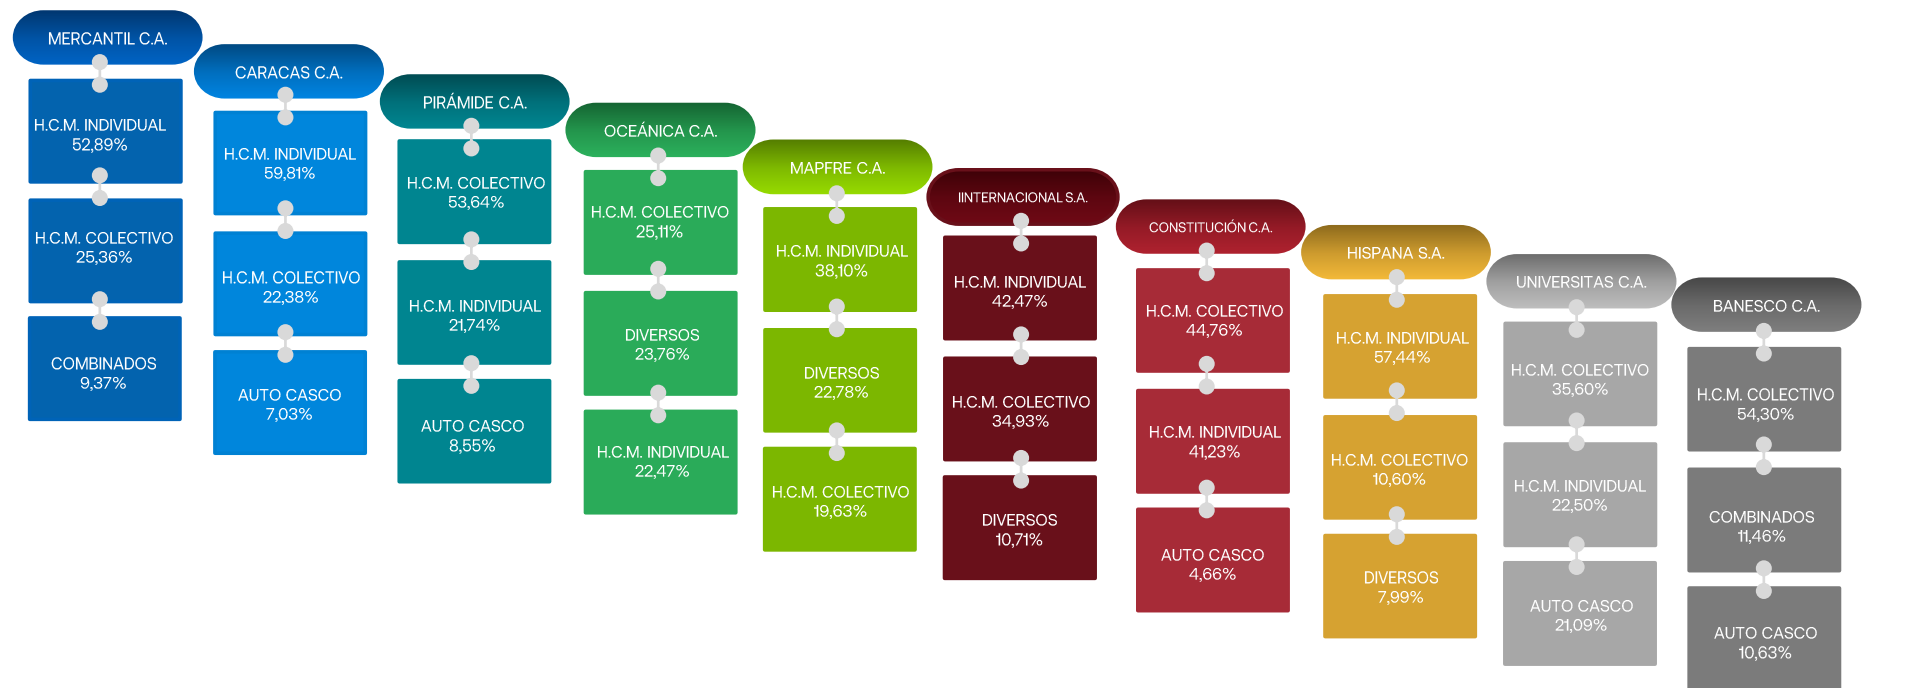 MERCANTIL C.A.
H.C.M. INDIVIDUAL
52,89%
H.C.M. COLECTIVO
25,36%
COMBINADOS
9,37%
CARACAS C.A.
H.C.M. INDIVIDUAL
59,81%
H.C.M. COLECTIVO
22,38%
AUTO CASCO
7,03%
PIRÁMIDE C.A.
H.C.M. COLECTIVO
53,64%
H.C.M. INDIVIDUAL
21,74%
AUTO CASCO
8,55%
OCEÁNICA C.A.
H.C.M. COLECTIVO
25,11%
DIVERSOS
23,76%
H.C.M. INDIVIDUAL
22,47%
MAPFRE C.A.
H.C.M. INDIVIDUAL
38,10%
DIVERSOS
22,78%
H.C.M. COLECTIVO
19,63%
IINTERNACIONAL S.A.
H.C.M. INDIVIDUAL
42,47%
H.C.M. COLECTIVO
34,93%
DIVERSOS
10,71%
CONSTITUCIÓN C.A.
H.C.M. COLECTIVO
44,76%
H.C.M. INDIVIDUAL
41,23%
AUTO CASCO
4,66%
HISPANA S.A.
H.C.M. INDIVIDUAL
57,44%
H.C.M. COLECTIVO
10,60%
DIVERSOS
7,99%
UNIVERSITAS C.A.
H.C.M. COLECTIVO
35,60%
H.C.M. INDIVIDUAL
22,50%
AUTO CASCO
21,09%
BANESCO C.A.
H.C.M. COLECTIVO
54,30%
COMBINADOS
11,46%
AUTO CASCO
10,63%